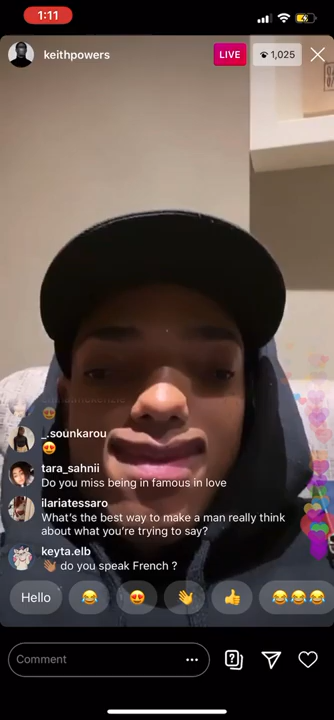 1:11
keithpowers
LIVE
1,025
_.sounkarou
😍
tara_sahnii
Do you miss being in famous in love
ilariatessaro
What's the best way to make a man really think
about what you're trying to say?
keyta.elb
👋🏽 do you speak French ?
Hello 😂 😍 👋 👍 😂😂😂
Comment